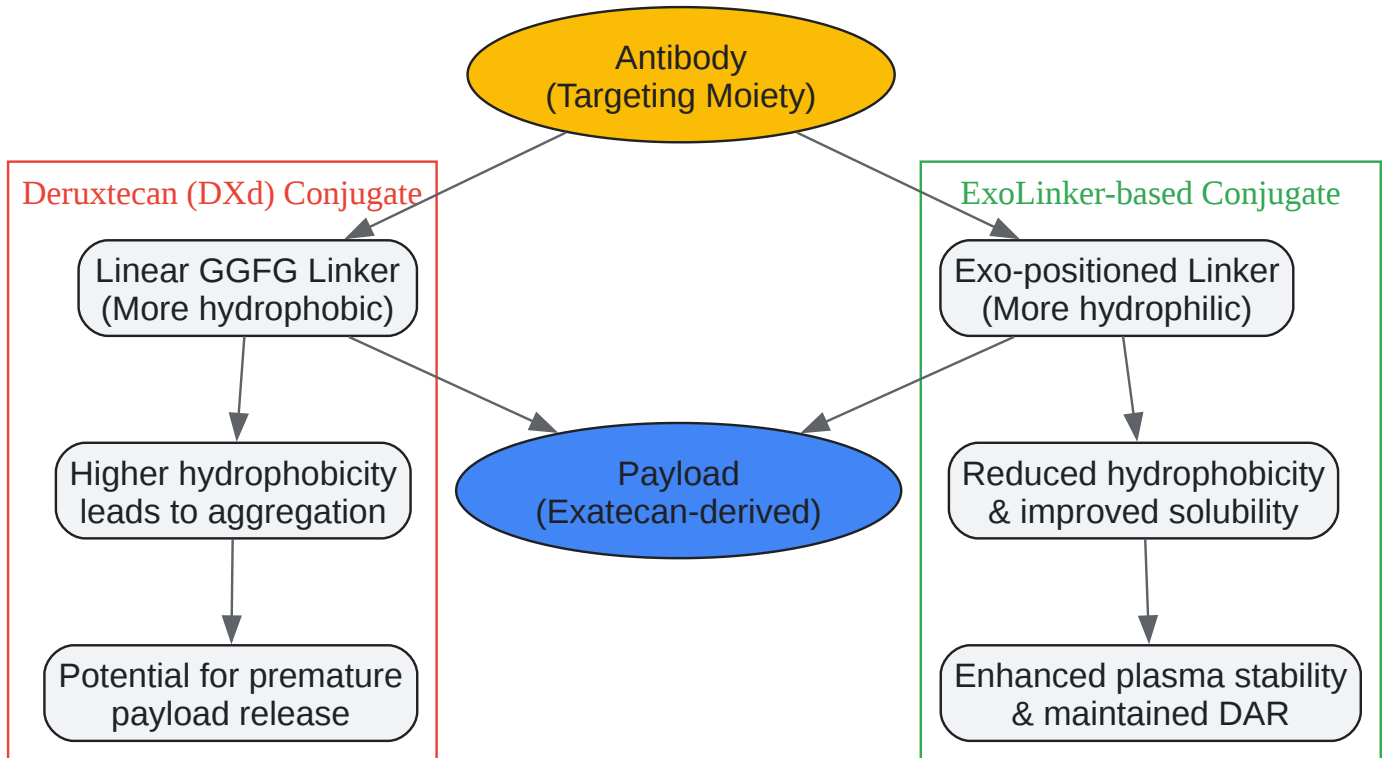 Antibody
(Targeting Moiety)
Deruxtecan (DXd) Conjugate
ExoLinker-based Conjugate
Linear GGFG Linker
(More hydrophobic)
Exo-positioned Linker
(More hydrophilic)
Higher hydrophobicity
leads to aggregation
Payload
(Exatecan-derived)
Reduced hydrophobicity
& improved solubility
Potential for premature
payload release
Enhanced plasma stability
& maintained DAR